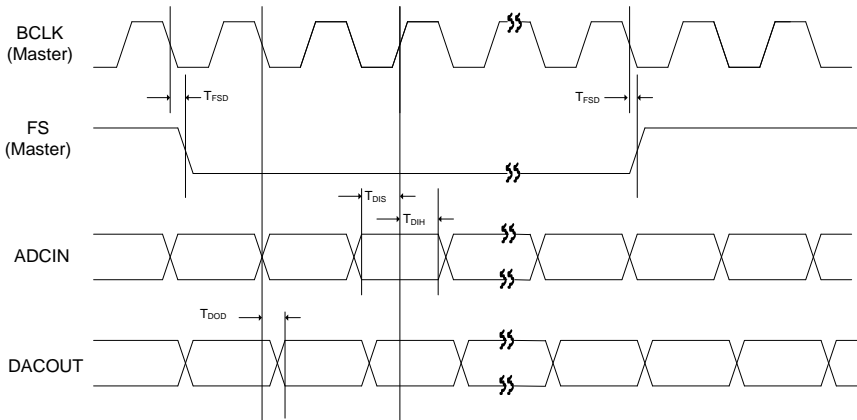 BCLK
(Master)
TFSD
TFSD
FS
(Master)
TDIS
TDIH
ADCIN
TDOD
DACOUT